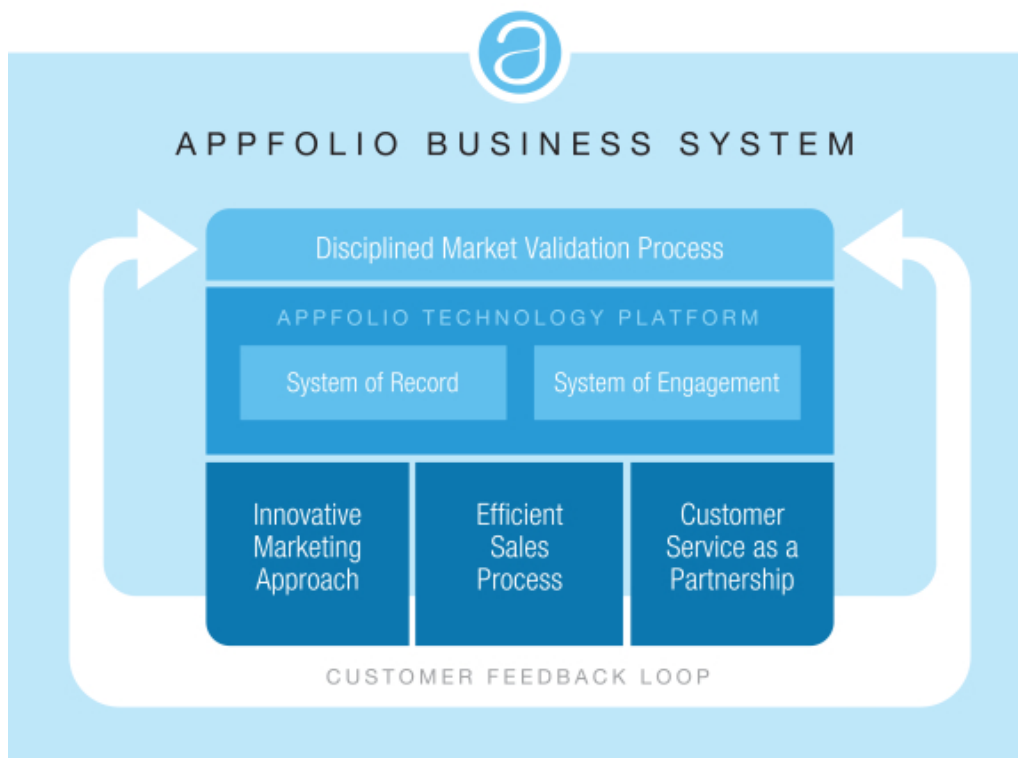 a
APPFOLIO BUSINESS SYSTEM
Disciplined Market Validation Process
APPFOLIO TECHNOLOGY PLATFORM
System of Record
System of Engagement
Innovative
Marketing
Approach
Efficient
Sales
Process
Customer
Service as a
Partnership
CUSTOMER FEEDBACK LOOP